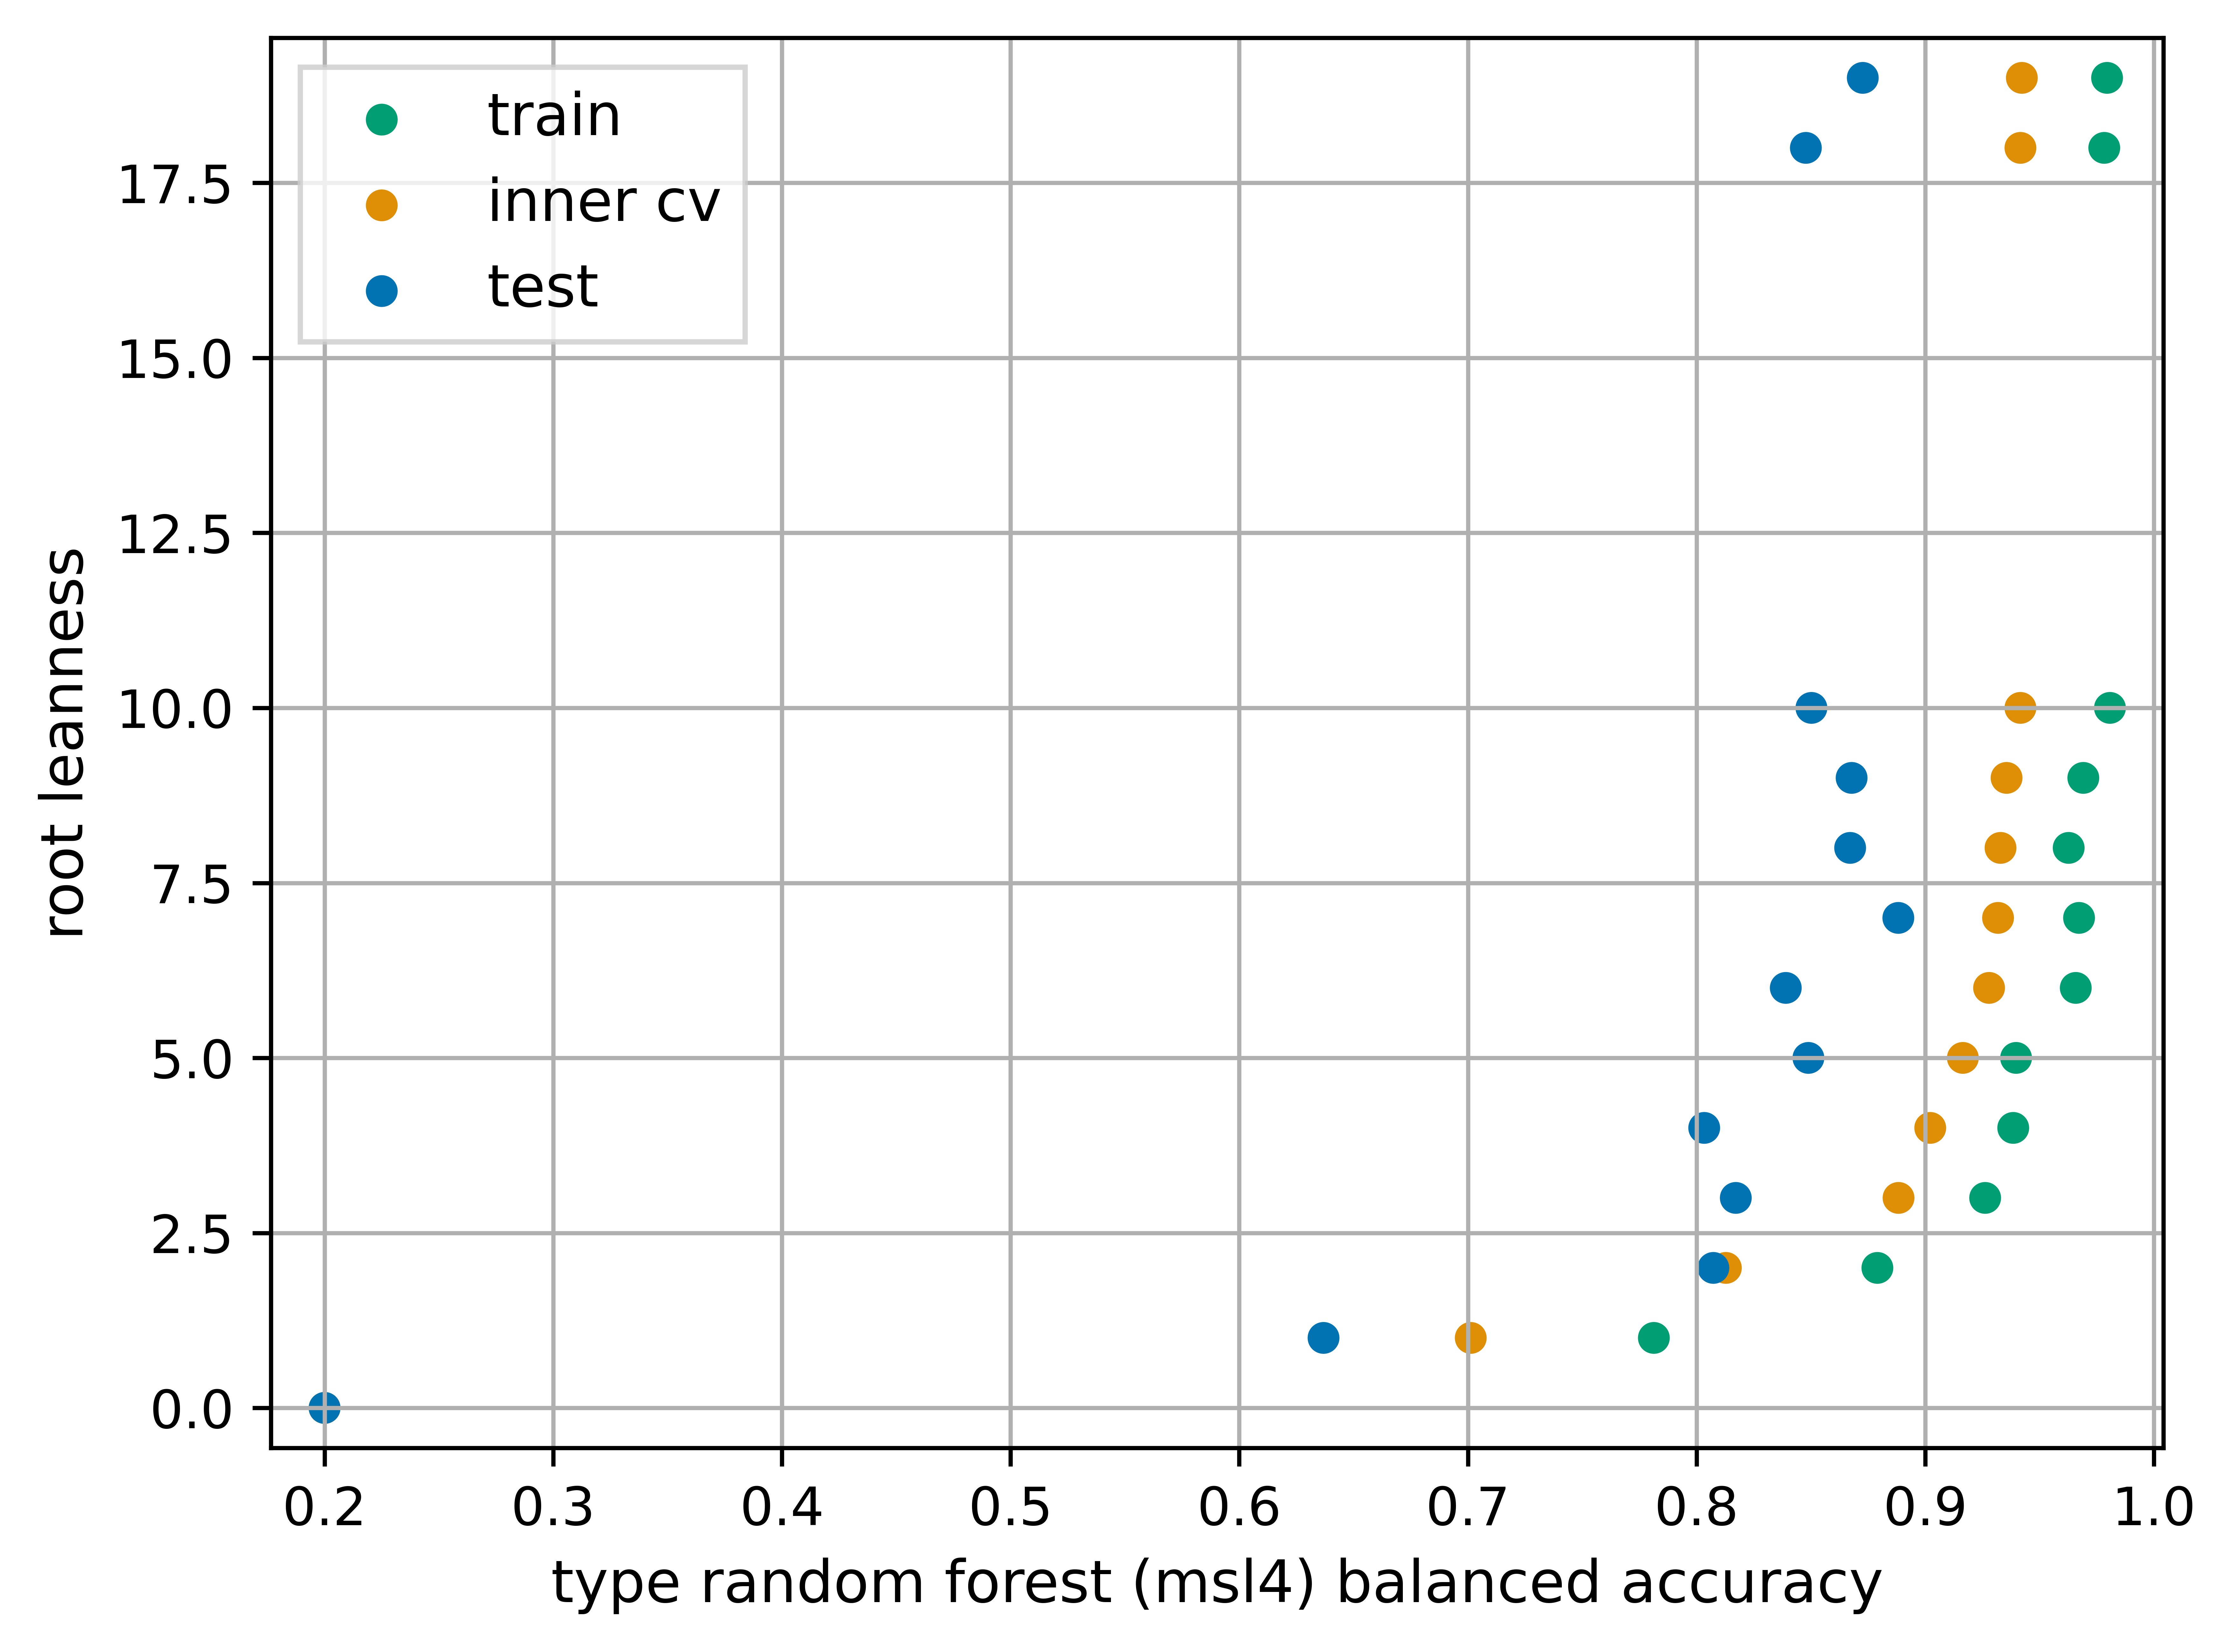 train
inner cv
test
17.5
15.0
12.5
10.0
7.5
5.0
2.5
0.0
root leanness
0.2 0.3 0.4 0.5 0.6 0.7 0.8 0.9 1.0
type random forest (msl4) balanced accuracy